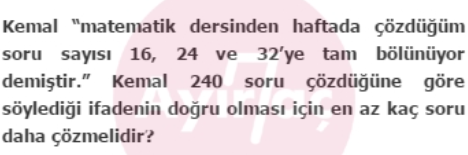 Kemal “matematik dersinden haftada çözdüğüm
soru sayısı 16, 24 ve 32’ye tam bölünüyor
demiştir.” Kemal 240 soru çözdüğüne göre
söylediği ifadenin doğru olması için en az kaç soru
daha çözmelidir?